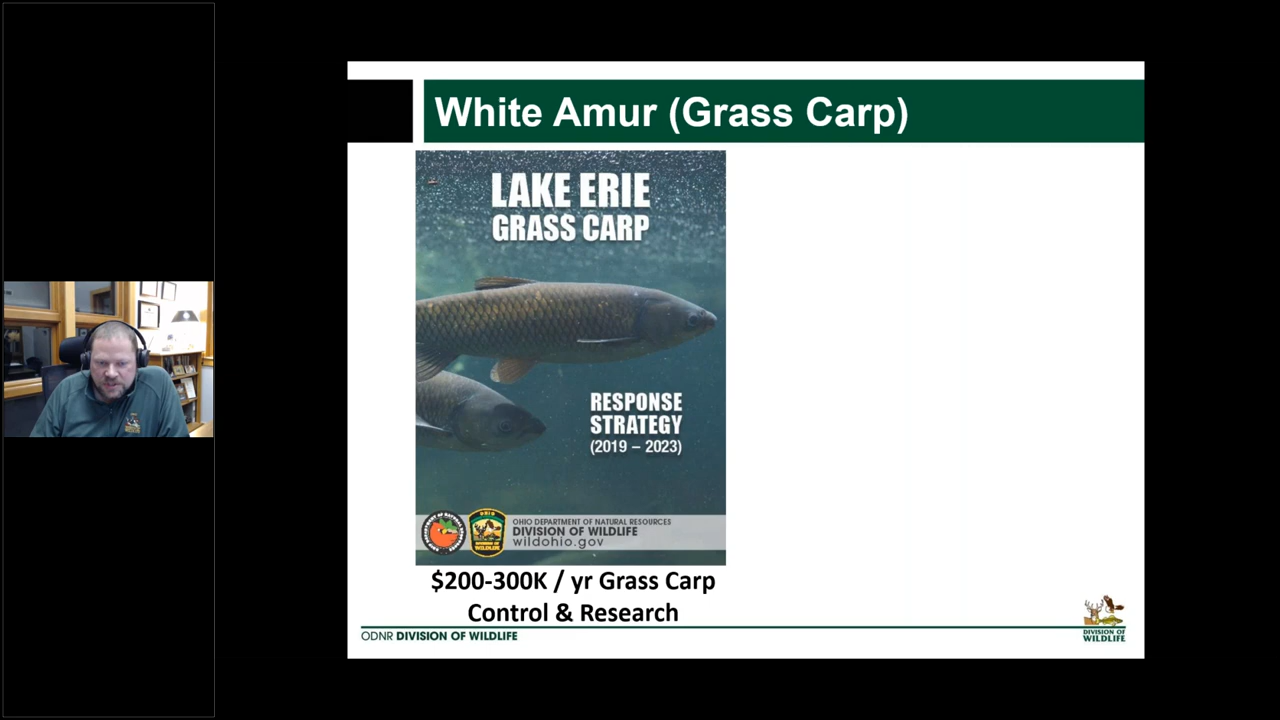 White Amur (Grass Carp)
LAKE ERIE
GRASS CARP
RESPONSE
STRATEGY
(2019 – 2023)
OHIO DEPARTMENT OF NATURAL RESOURCES
DIVISION OF WILDLIFE
wildohio.gov
$200-300K / yr Grass Carp
Control & Research
ODNR DIVISION OF WILDLIFE
DIVISION OF
WILDLIFE